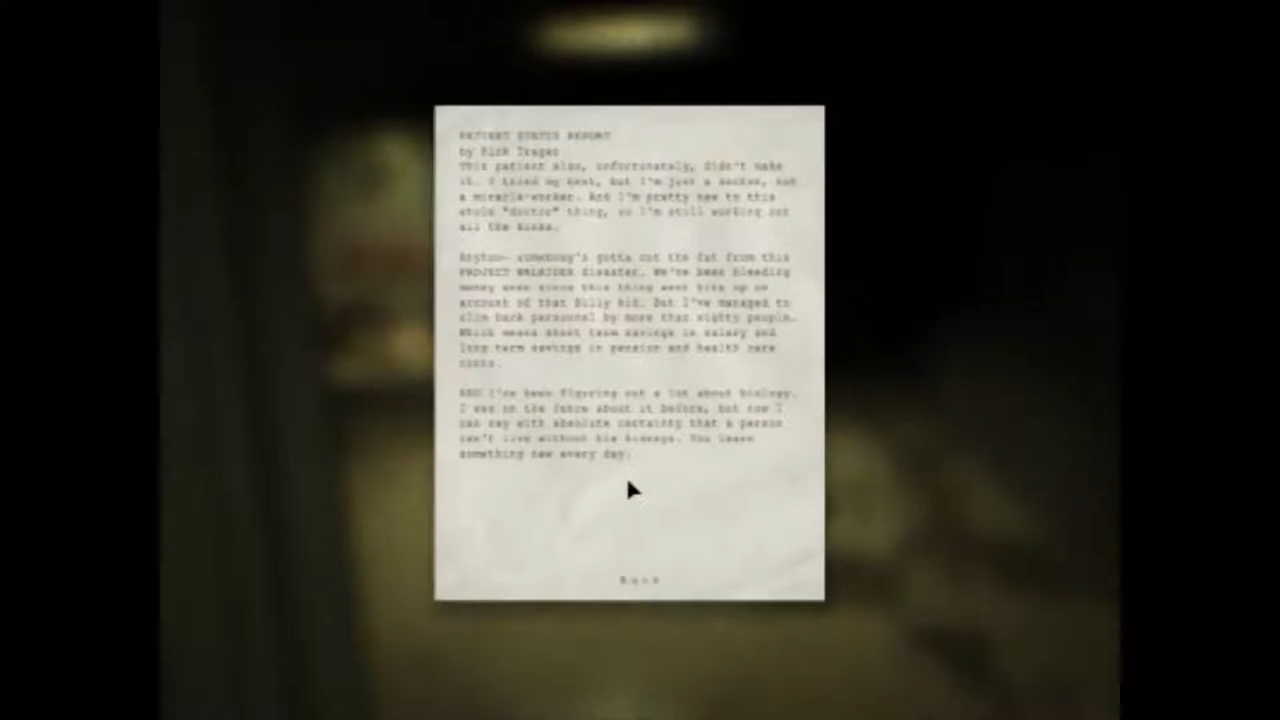 PATIENT STATUS REPORT
by Rick Trager
This patient also, unfortunately, didn't make
it. I tried my best, but I'm just a doctor, not
a miracle-worker. And I'm pretty new to this
whole "doctor" thing, so I'm still working out
all the kinks.
somebody's gotta cut the fat from this
PROJECT WALRIDER disaster. We've been bleeding
money ever since this thing went tits up on
account of that Billy kid. But I've managed to
slim back personnel by more than eighty people.
Which means short term savings in salary and
long term savings in pension and health care
costs.
AND I've been figuring out a lot about biology.
I was on the fence about it before, but now I
can say with absolute certainty that a person
can't live without his kidneys. You learn
something new every day.
Back